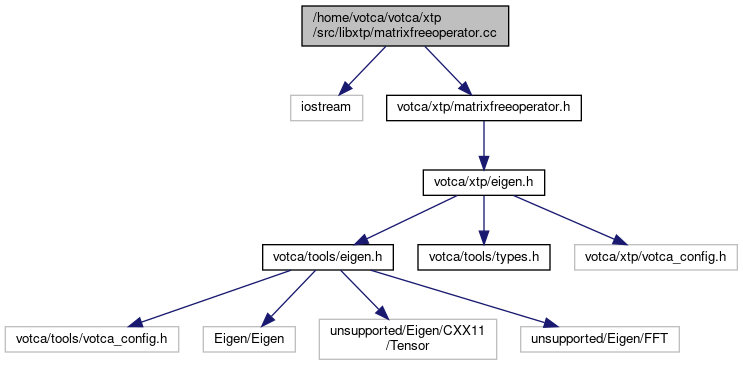 /home/votca/votca/xtp
/src/libxtp/matrixfreeoperator.cc
iostream
votca/xtp/matrixfreeoperator.h
votca/xtp/eigen.h
votca/tools/eigen.h
votca/tools/types.h
votca/xtp/votca_config.h
votca/tools/votca_config.h
Eigen/Eigen
unsupported/Eigen/CXX11
/Tensor
unsupported/Eigen/FFT